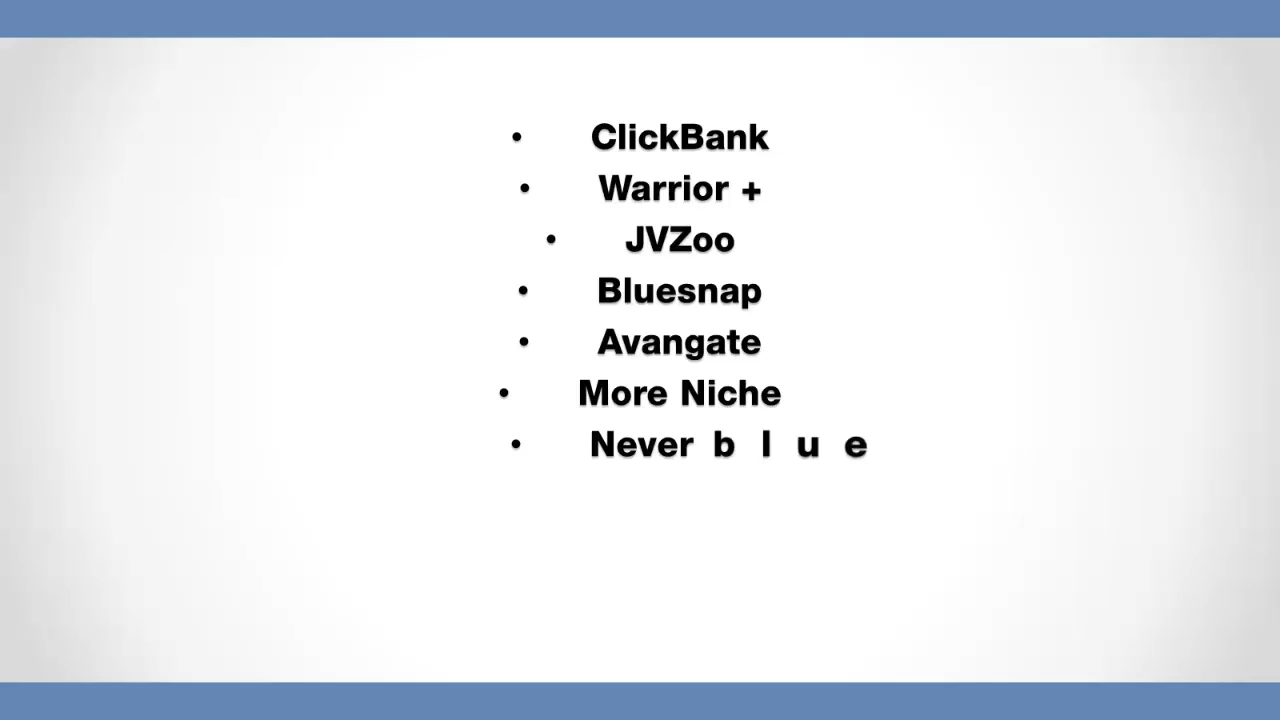 • ClickBank
• Warrior +
• JVZoo
• Bluesnap
• Avangate
• More Niche
• Never b l u e